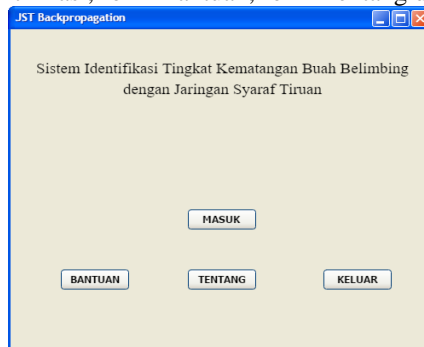 JST Backpropagation
Sistem Identifikasi Tingkat Kematangan Buah Belimbing
dengan Jaringan Syaraf Tiruan
MASUK
BANTUAN TENTANG KELUAR